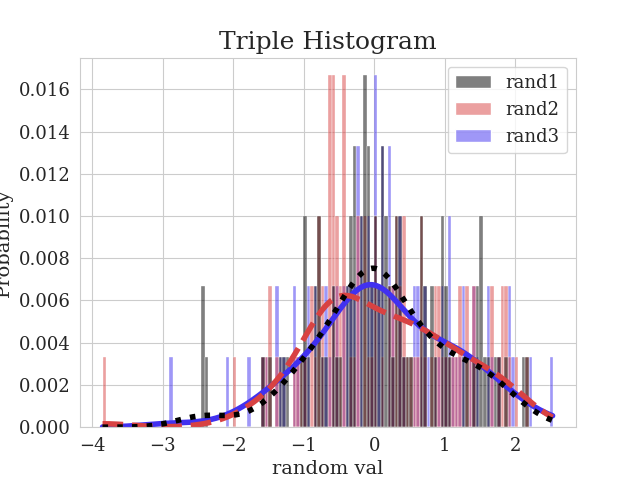 Triple Histogram
Probability
0.016
0.014
0.012
0.010
0.008
0.006
0.004
0.002
0.000
−4 −3 −2 −1 0 1 2
random val
rand1
rand2
rand3